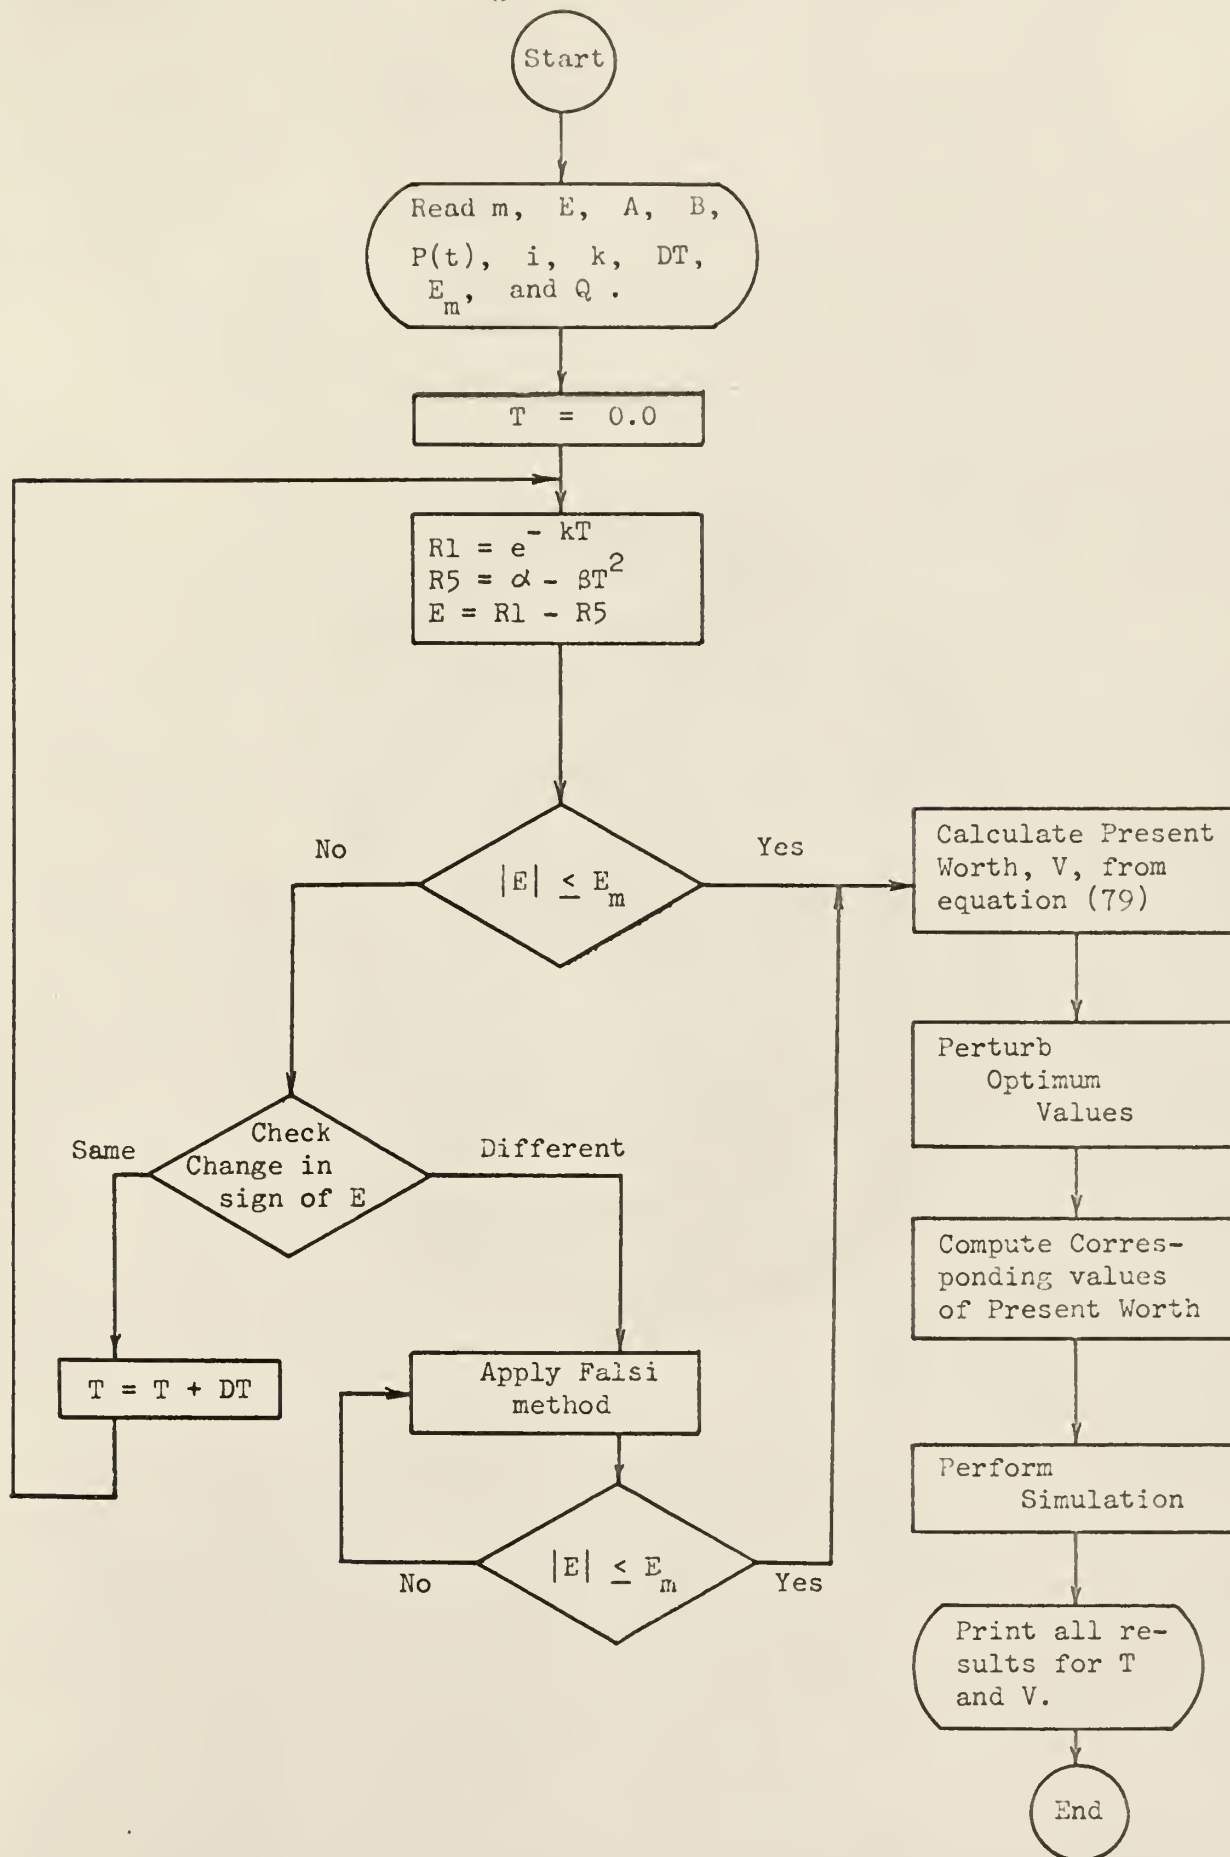 Start
Read m, E, A, B,
P(t), i, k, DT,
E_m, and Q .
T = 0.0
R1 = e^{- kT}
R5 = α - βT²
E = R1 - R5
No
|E| ≤ E_m
Yes
Calculate Present
Worth, V, from
equation (79)
Perturb
Optimum
Values
Same
Check
Change in
sign of E
Different
Compute Corres-
ponding values
of Present Worth
T = T + DT
Apply Falsi
method
Perform
Simulation
No
|E| ≤ E_m
Yes
Print all re-
sults for T
and V.
End